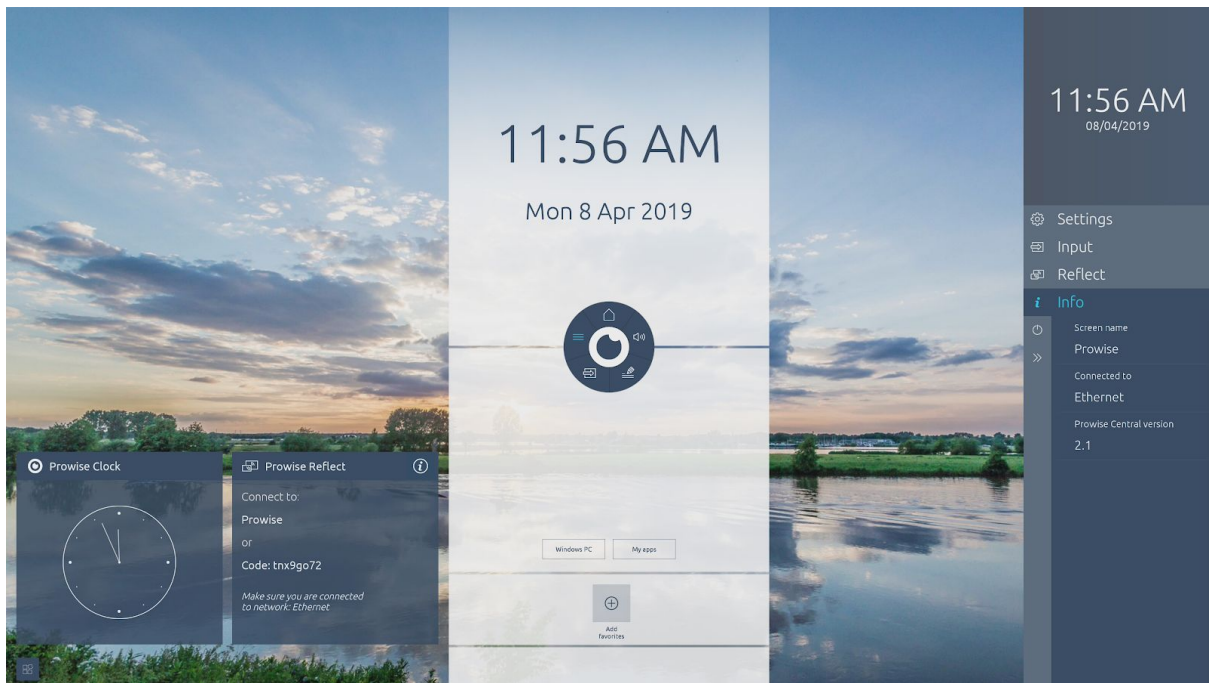 11:56 AM
Mon 8 Apr 2019
Prowise Clock
Prowise Reflect
i
Connect to:
Prowise
or
Code: tnx9go72
Make sure you are connected
to network: Ethernet
Windows PC
My apps
Add
favorites
11:56 AM
08/04/2019
Settings
Input
Reflect
i Info
Screen name
Prowise
Connected to
Ethernet
Prowise Central version
2.1